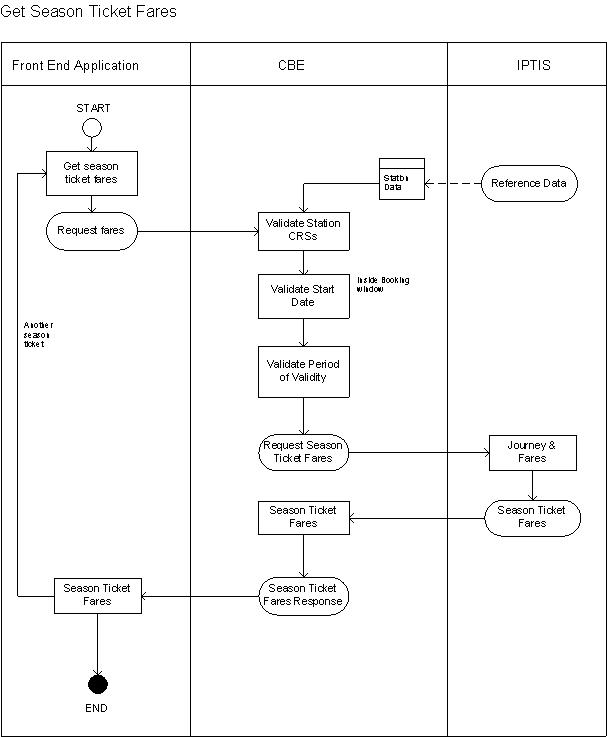 Get Season Ticket Fares
Front End Application
CBE
IPTIS
START
Get season
ticket fares
Station
Data
Reference Data
Request fares
Validate Station
CRSs
Validate Start
Date
Inside Booking
window
Another
season
ticket
Validate Period
of Validity
Request Season
Ticket Fares
Journey &
Fares
Season Ticket
Fares
Season Ticket
Fares
Season Ticket
Fares
Season Ticket
Fares Response
END